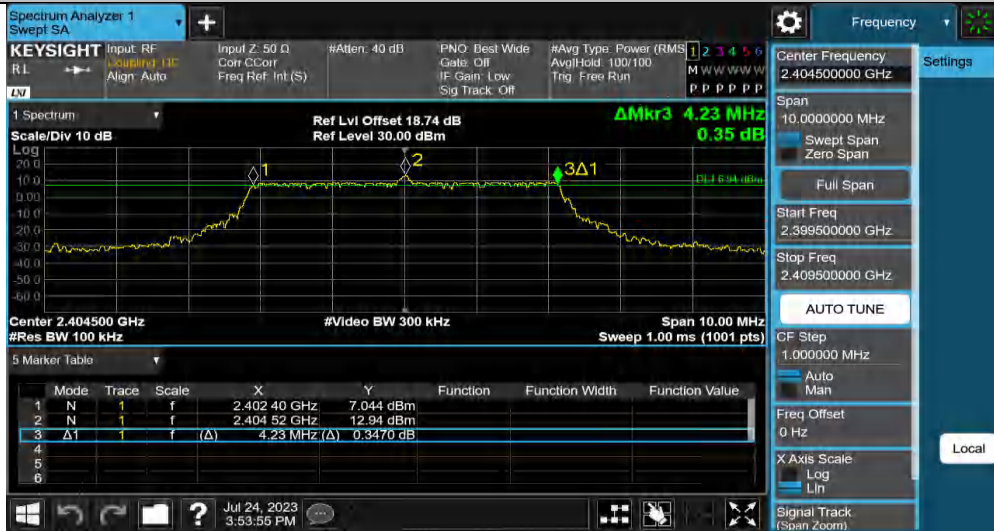 Spectrum Analyzer 1
Swept SA
+
Frequency
KEYSIGHT
RL
LXI
Input: RF
Coupling: DC
Align: Auto
Input Z: 50 Ω
Corr CCorr
Freq Ref: Int (S)
#Atten: 40 dB
PNO: Best Wide
Gate: Off
IF Gain: Low
Sig Track: Off
#Avg Type: Power (RMS
Avg|Hold: 100/100
Trig: Free Run
1 2 3 4 5 6
M W W W W W
P P P P P P
1 Spectrum
Scale/Div 10 dB
Log
Ref Lvl Offset 18.74 dB
Ref Level 30.00 dBm
ΔMkr3 4.23 MHz
0.35 dB
20.0
10.0
0.00
-10.0
-20.0
-30.0
-40.0
-50.0
-60.0
1
2
3Δ1
DL1 6.94 dBm
Center 2.404500 GHz
#Res BW 100 kHz
#Video BW 300 kHz
Span 10.00 MHz
Sweep 1.00 ms (1001 pts)
5 Marker Table
Mode Trace Scale X Y Function Function Width Function Value
1 N 1 f 2.402 40 GHz 7.044 dBm
2 N 1 f 2.404 52 GHz 12.94 dBm
3 Δ1 1 f (Δ) 4.23 MHz (Δ) 0.3470 dB
4
5
6
?
Jul 24, 2023
3:53:55 PM
Center Frequency
2.404500000 GHz
Span
10.0000000 MHz
Swept Span
Zero Span
Full Span
Start Freq
2.399500000 GHz
Stop Freq
2.409500000 GHz
AUTO TUNE
CF Step
1.000000 MHz
Auto
Man
Freq Offset
0 Hz
X Axis Scale
Log
Lin
Signal Track
(Span Zoom)
Settings
Local